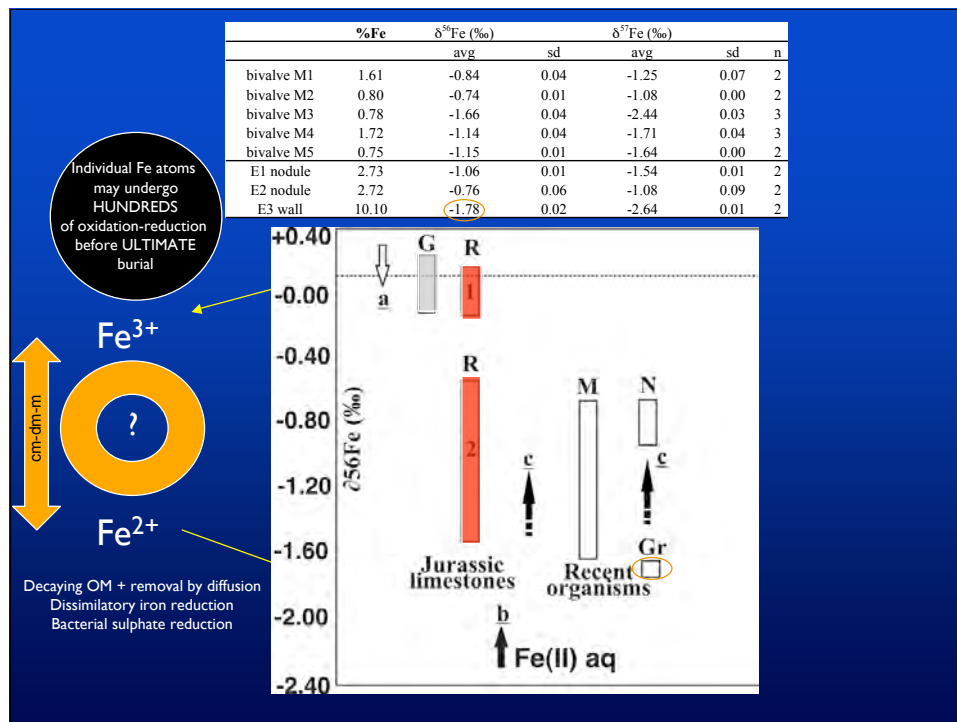 %Fe δ⁵⁶Fe (‰) δ⁵⁷Fe (‰)
avg sd avg sd n
bivalve M1 1.61 -0.84 0.04 -1.25 0.07 2
bivalve M2 0.80 -0.74 0.01 -1.08 0.00 2
bivalve M3 0.78 -1.66 0.04 -2.44 0.03 3
bivalve M4 1.72 -1.14 0.04 -1.71 0.04 3
bivalve M5 0.75 -1.15 0.01 -1.64 0.00 2
E1 nodule 2.73 -1.06 0.01 -1.54 0.01 2
E2 nodule 2.72 -0.76 0.06 -1.08 0.09 2
E3 wall 10.10 -1.78 0.02 -2.64 0.01 2
Individual Fe atoms
may undergo
HUNDREDS
of oxidation-reduction
before ULTIMATE
burial
Fe³⁺
cm-dm-m
?
Fe²⁺
Decaying OM + removal by diffusion
Dissimilatory iron reduction
Bacterial sulphate reduction
∂56Fe (‰)
+0.40
-0.00
-0.40
-0.80
-1.20
-1.60
-2.00
-2.40
G R
a
1
R
M N
2
c
c
Gr
Jurassic
limestones
Recent
organisms
b
Fe(II) aq